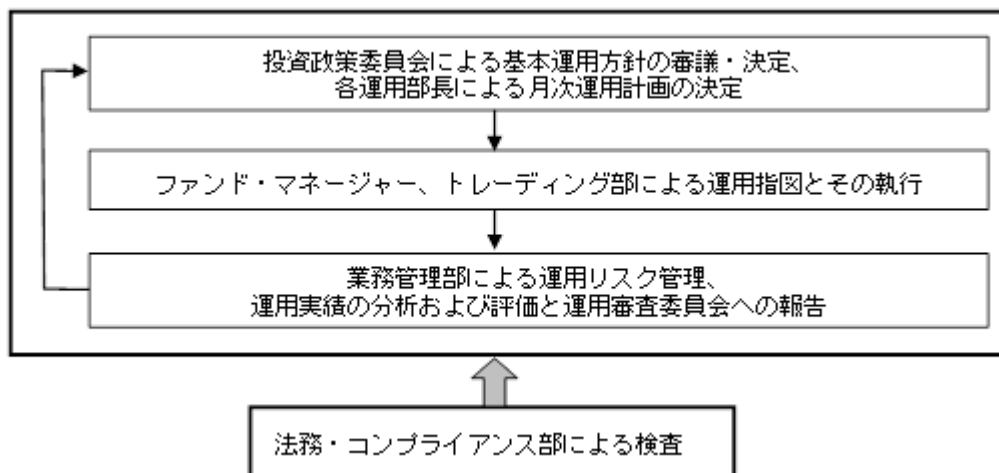 投資政策委員会による基本運用方針の審議・決定、
各運用部長による月次運用計画の決定
ファンド・マネージャー、トレーディング部による運用指図とその執行
業務管理部による運用リスク管理、
運用実績の分析および評価と運用審査委員会への報告
法務・コンプライアンス部による検査